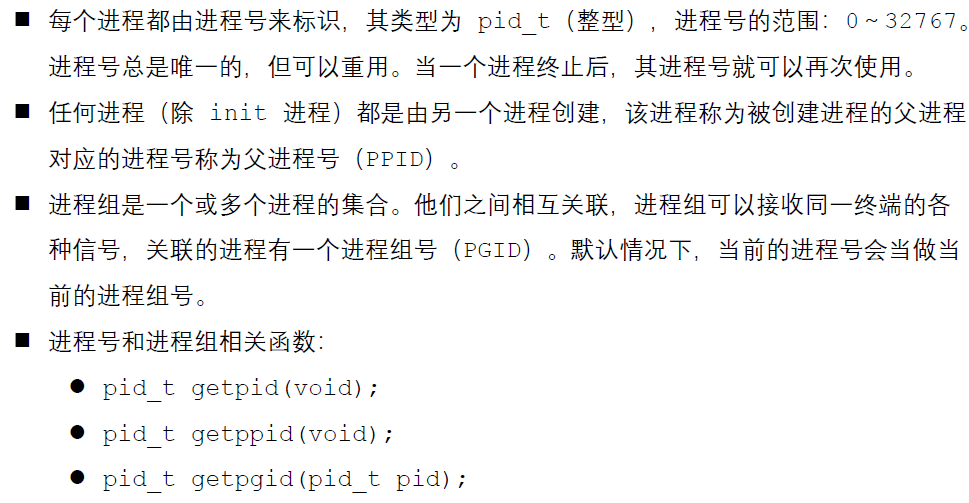 ■ 每个进程都由进程号来标识，其类型为 pid_t（整型），进程号的范围：0～32767。
进程号总是唯一的，但可以重用。当一个进程终止后，其进程号就可以再次使用。
■ 任何进程（除 init 进程）都是由另一个进程创建，该进程称为被创建进程的父进程
对应的进程号称为父进程号（PPID）。
■ 进程组是一个或多个进程的集合。他们之间相互关联，进程组可以接收同一终端的各
种信号，关联的进程有一个进程组号（PGID）。默认情况下，当前的进程号会当做当
前的进程组号。
■ 进程号和进程组相关函数：
● pid_t getpid(void);
● pid_t getppid(void);
● pid_t getpgid(pid_t pid);